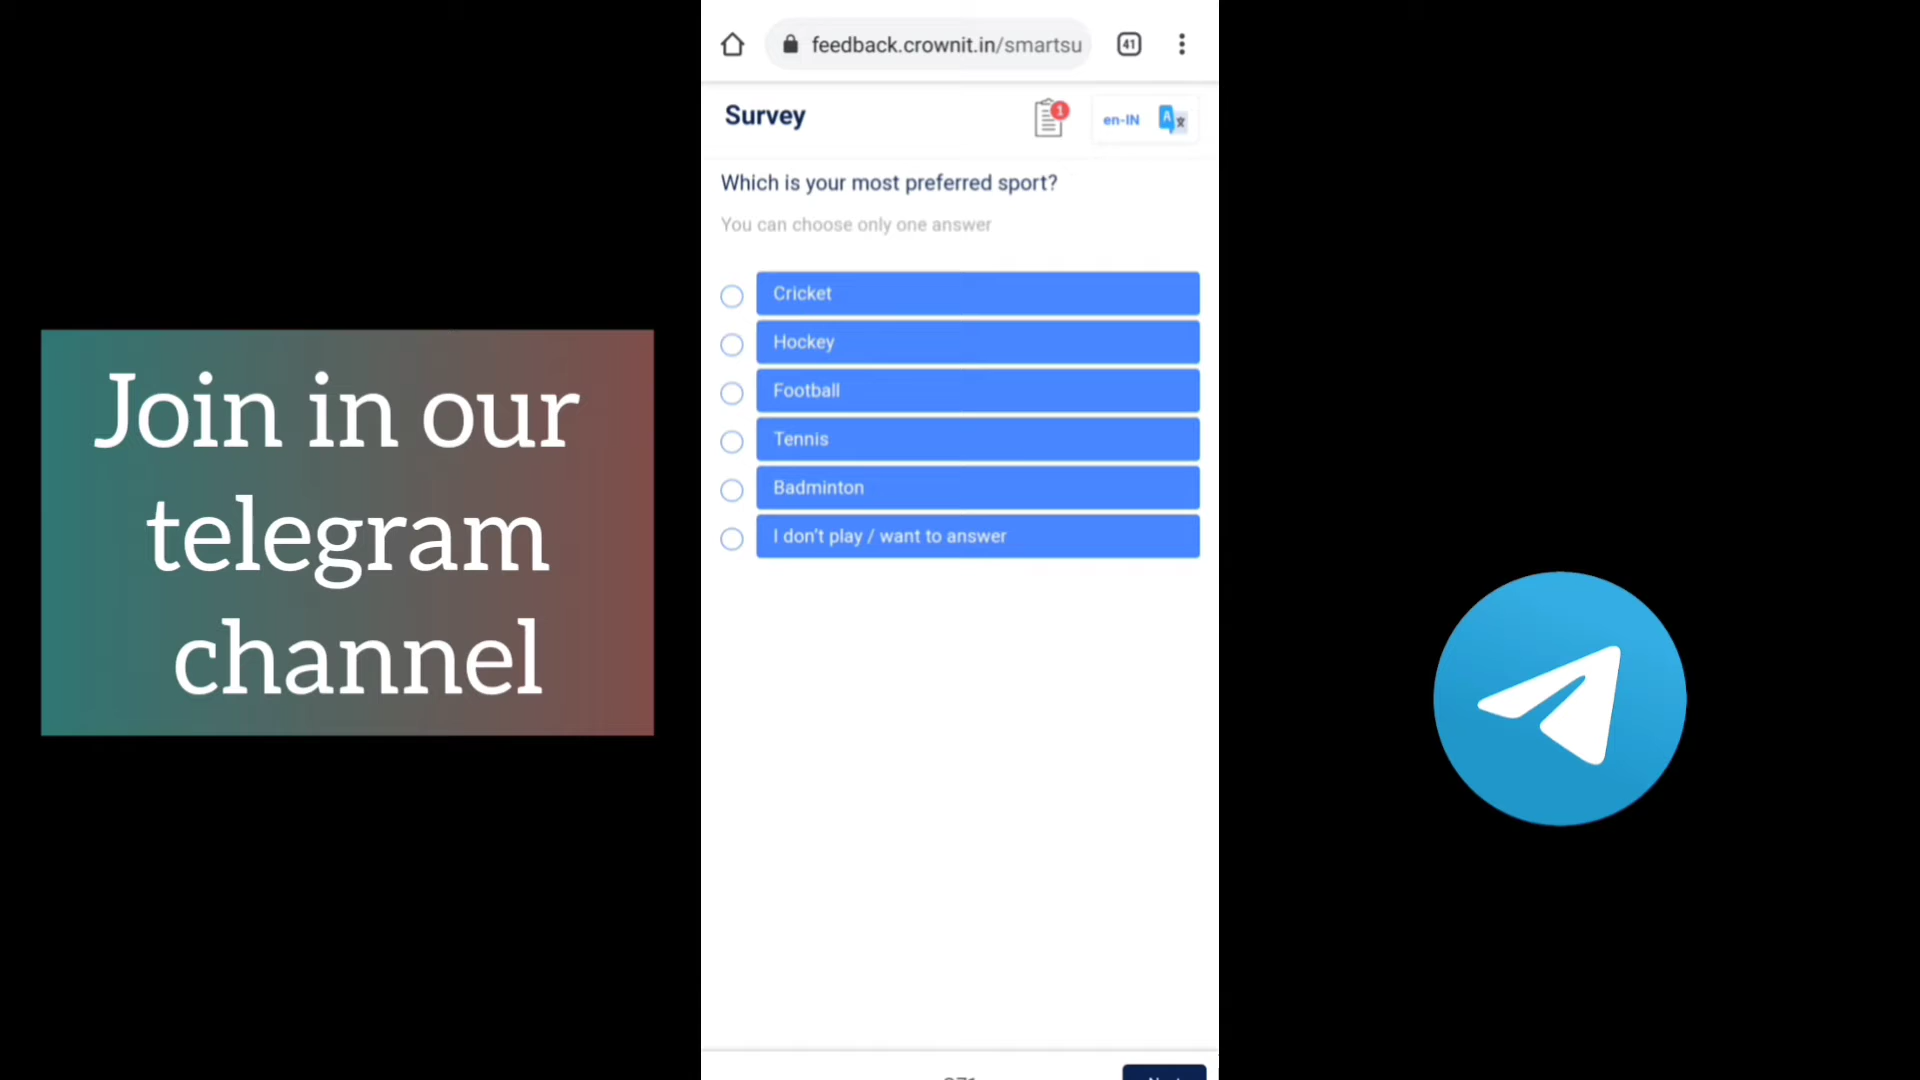 feedback.crownit.in/smartsu
41
Survey
1
en-IN
Which is your most preferred sport?
You can choose only one answer
Cricket
Hockey
Football
Tennis
Badminton
I don't play / want to answer
Join in our
telegram
channel